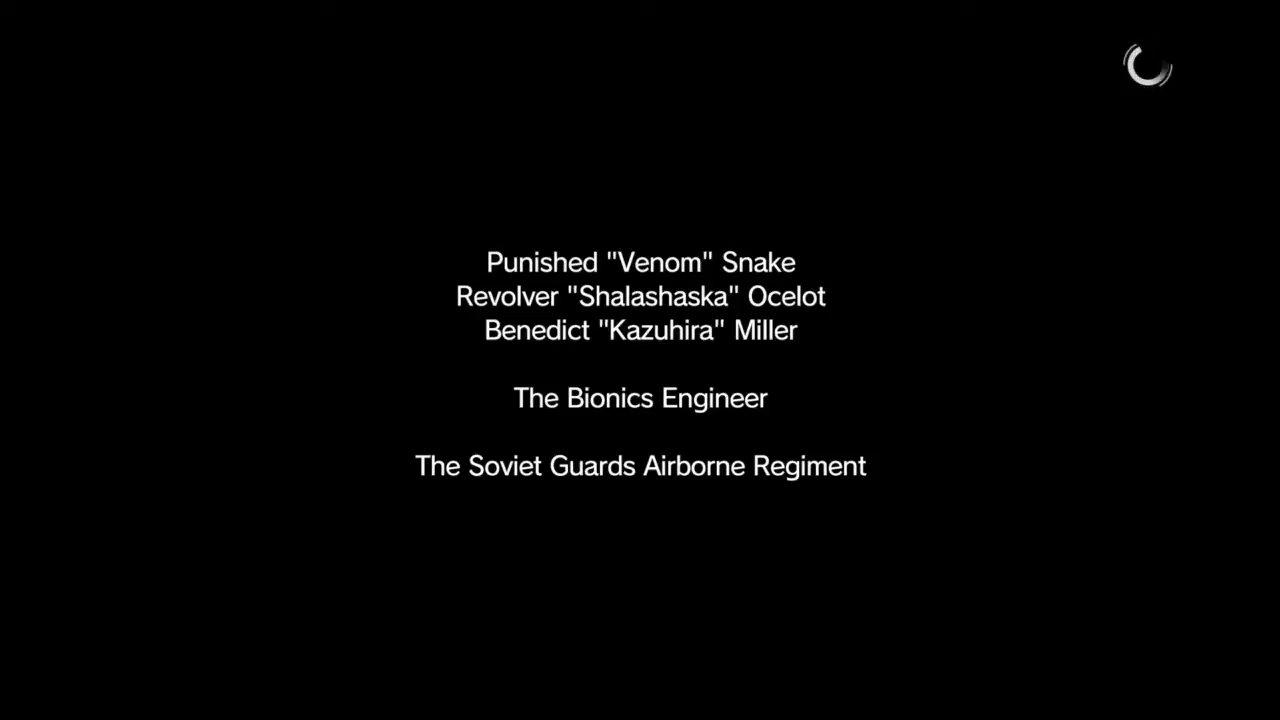 Punished "Venom" Snake
Revolver "Shalashaska" Ocelot
Benedict "Kazuhira" Miller
The Bionics Engineer
The Soviet Guards Airborne Regiment